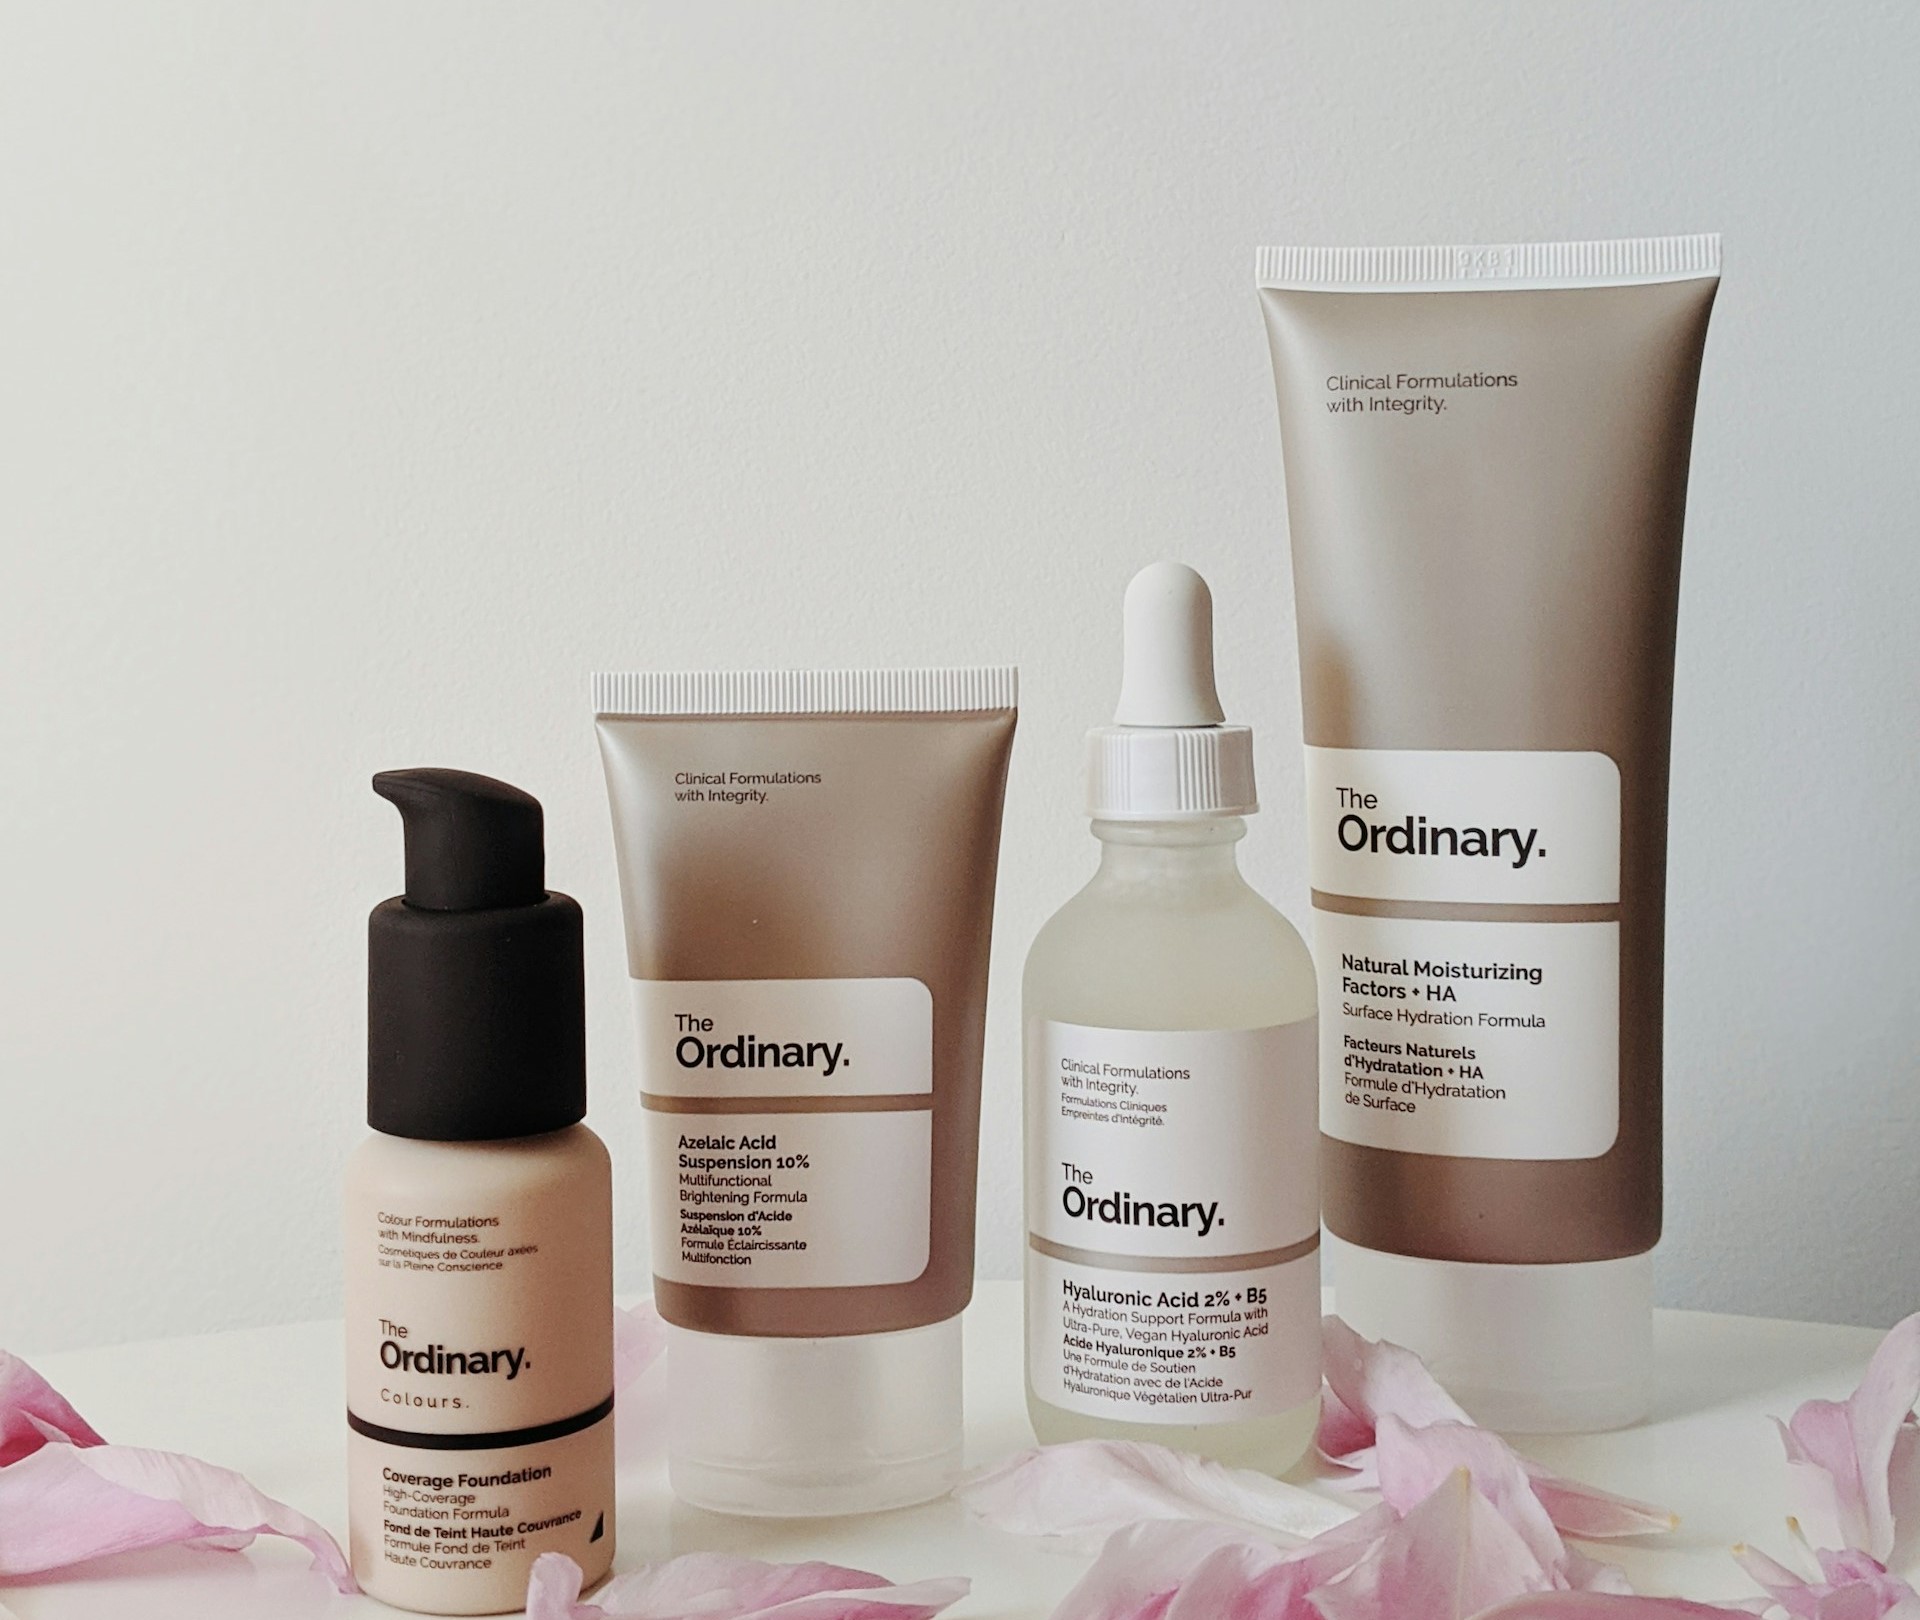 Colour Formulations
with Mindfulness.
Cosmetiques de Couleur axées
sur la Pleine Conscience
The
Ordinary.
Colours.
Coverage Foundation
High-Coverage
Foundation Formula
Fond de Teint Haute Couvrance
Formule Fond de Teint
Haute Couvrance
Clinical Formulations
with Integrity.
The
Ordinary.
Azelaic Acid
Suspension 10%
Multifunctional
Brightening Formula
Suspension d'Acide
Azélaïque 10%
Formule Éclaircissante
Multifonction
Clinical Formulations
with Integrity.
Formulations Cliniques
Empreintes d'Intégrité.
The
Ordinary.
Hyaluronic Acid 2% + B5
A Hydration Support Formula with
Ultra-Pure, Vegan Hyaluronic Acid
Acide Hyaluronique 2% + B5
Une Formule de Soutien
d'Hydratation avec de l'Acide
Hyaluronique Végétalien Ultra-Pur
9KB1
Clinical Formulations
with Integrity.
The
Ordinary.
Natural Moisturizing
Factors + HA
Surface Hydration Formula
Facteurs Naturels
d'Hydratation + HA
Formule d'Hydratation
de Surface